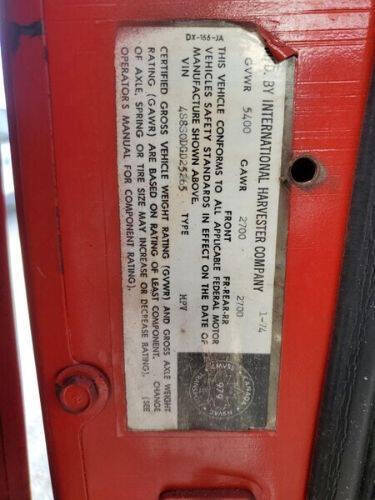 D. BY INTERNATIONAL HARVESTER COMPANY 1-74
GVWR 5400 GAWR 2700 2700
FRONT FR.REAR-RR
THIS VEHICLE CONFORMS TO ALL APPLICABLE FEDERAL MOTOR
VEHICLES SAFETY STANDARDS IN EFFECT ON THE DATE OF
MANUFACTURE SHOWN ABOVE.
VIN 4S8S0DGD25265 TYPE MPV
CERTIFIED GROSS VEHICLE WEIGHT RATING (GVWR) AND GROSS AXLE WEIGHT
RATING (GAWR) ARE BASED ON RATING OF LEAST COMPONENT. CHANGE
OF AXLE, SPRING OR TIRE SIZE MAY INCREASE OR DECREASE RATING). (SEE
OPERATOR'S MANUAL FOR COMPONENT RATING).
DX-166-JA
979